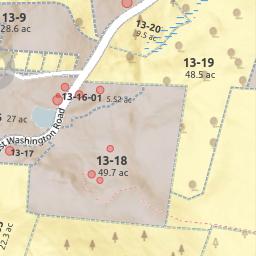 13-9
28.6 ac
13-20
9.5 ac
13-19
48.5 ac
13-16-01 5.52 ac
27 ac
Washington Road
13-17
13-18
49.7 ac
22.3 ac